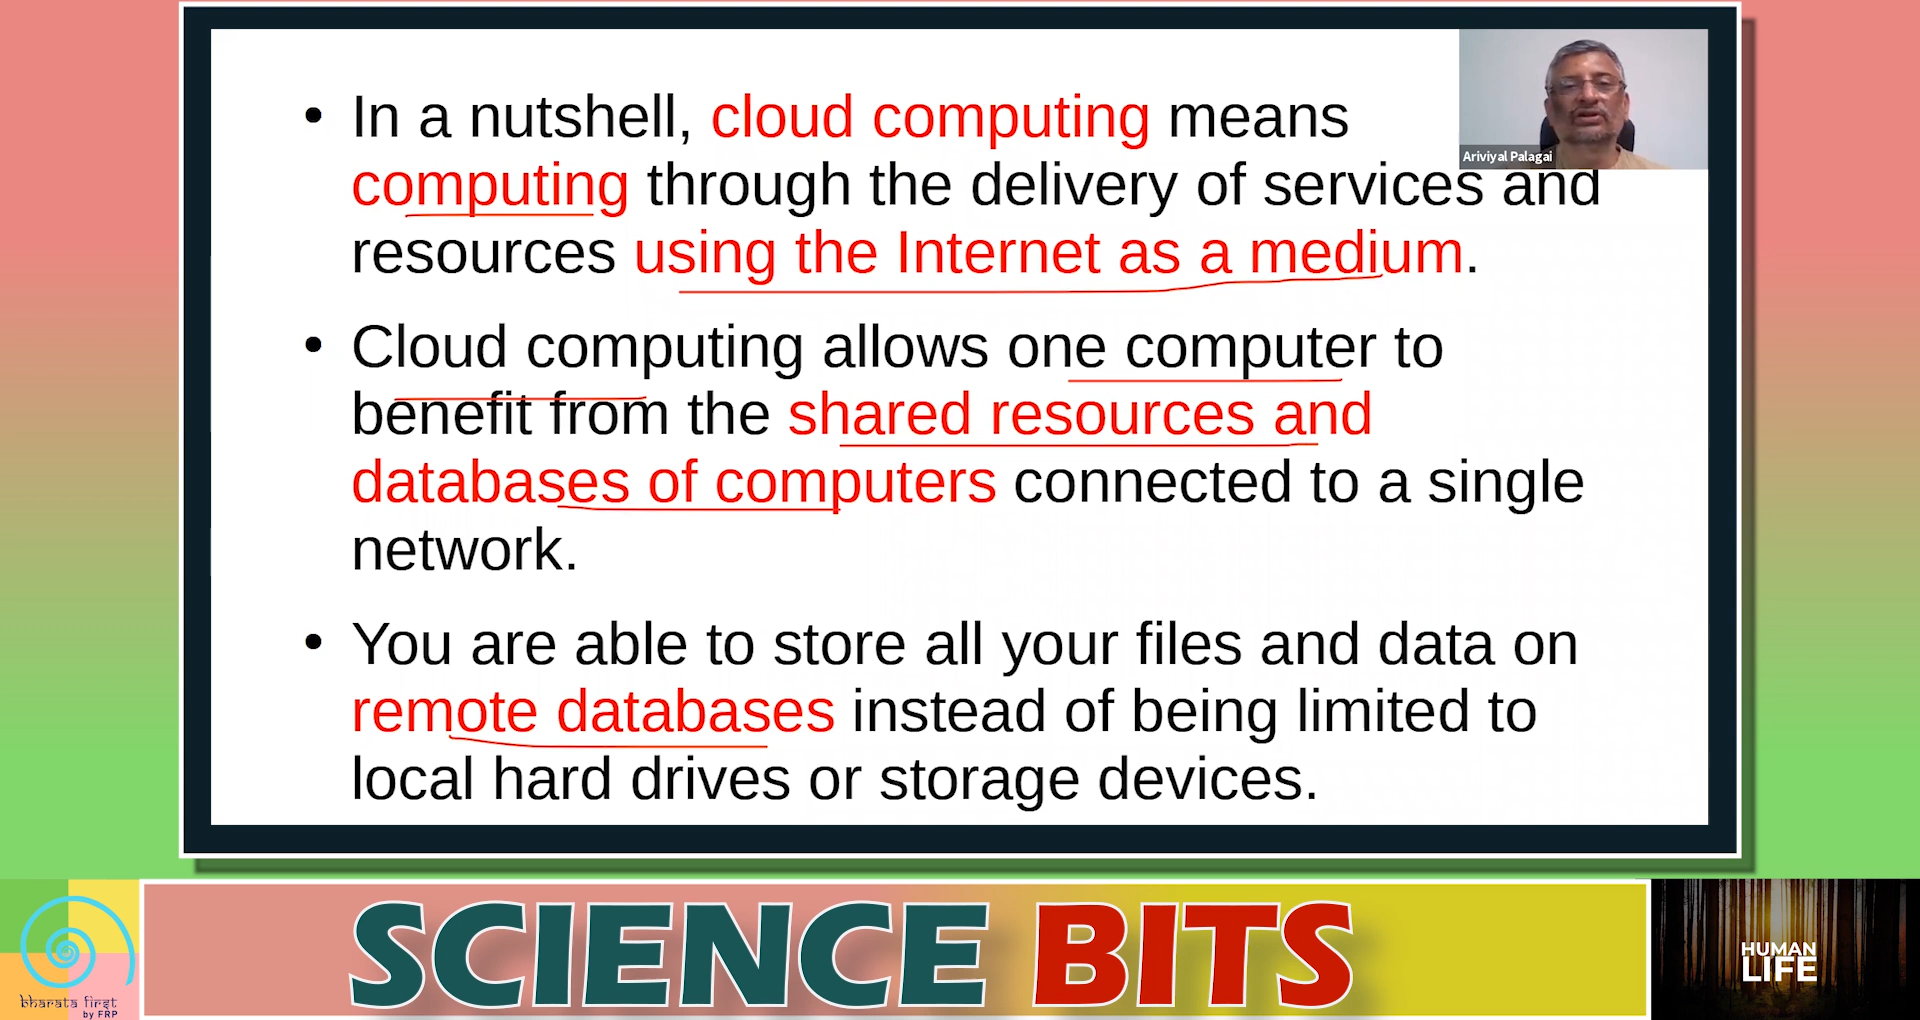 • In a nutshell, cloud computing means
computing through the delivery of services and
resources using the Internet as a medium.
• Cloud computing allows one computer to
benefit from the shared resources and
databases of computers connected to a single
network.
• You are able to store all your files and data on
remote databases instead of being limited to
local hard drives or storage devices.
Ariviyal Palagai
SCIENCE BITS
bharata first
by FRP
HUMAN
LIFE